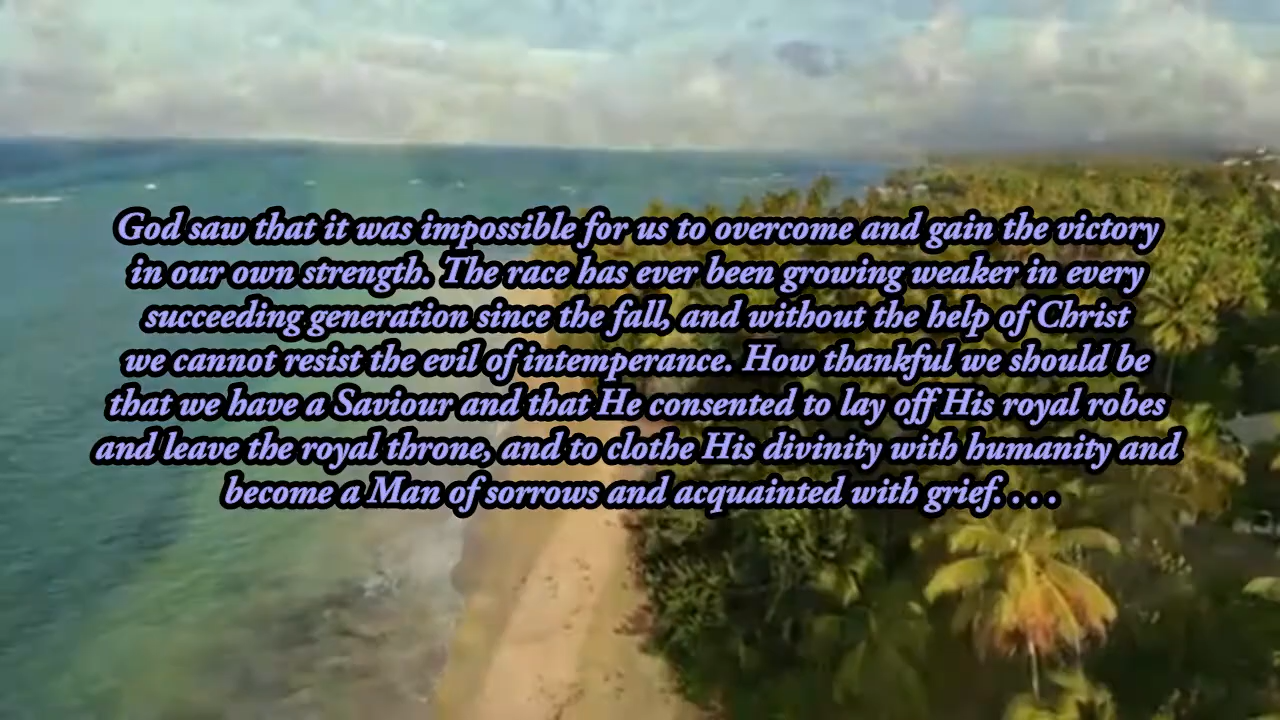 God saw that it was impossible for us to overcome and gain the victory
in our own strength. The race has ever been growing weaker in every
succeeding generation since the fall, and without the help of Christ
we cannot resist the evil of intemperance. How thankful we should be
that we have a Saviour and that He consented to lay off His royal robes
and leave the royal throne, and to clothe His divinity with humanity and
become a Man of sorrows and acquainted with grief. . . .